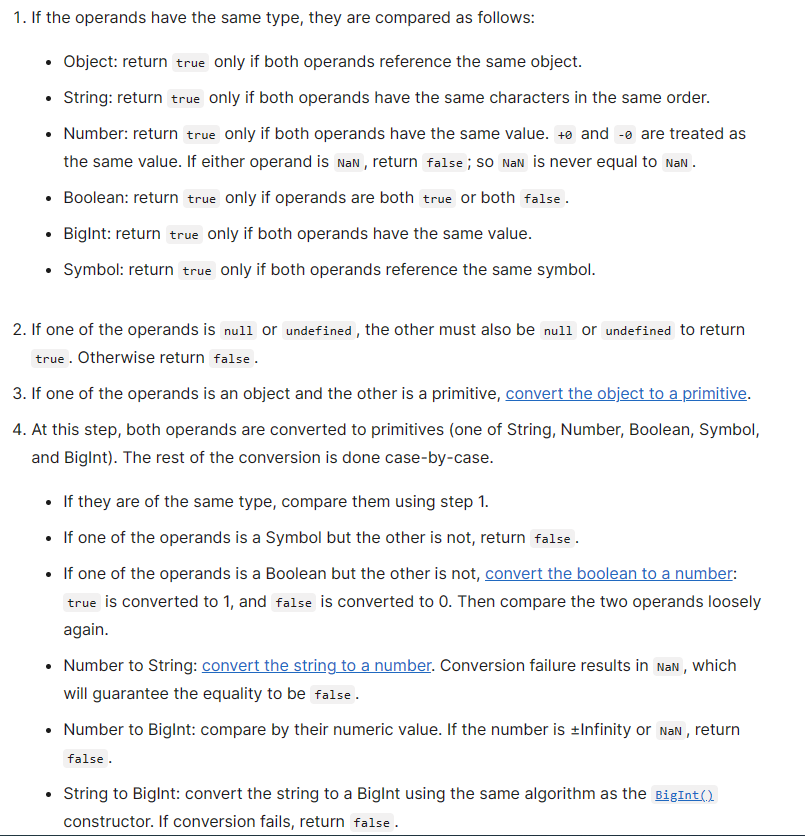 1. If the operands have the same type, they are compared as follows:
• Object: return true only if both operands reference the same object.
• String: return true only if both operands have the same characters in the same order.
• Number: return true only if both operands have the same value. +0 and -0 are treated as
the same value. If either operand is NaN, return false; so NaN is never equal to NaN.
• Boolean: return true only if operands are both true or both false.
• BigInt: return true only if both operands have the same value.
• Symbol: return true only if both operands reference the same symbol.
2. If one of the operands is null or undefined, the other must also be null or undefined to return
true. Otherwise return false.
3. If one of the operands is an object and the other is a primitive, convert the object to a primitive.
4. At this step, both operands are converted to primitives (one of String, Number, Boolean, Symbol,
and BigInt). The rest of the conversion is done case-by-case.
• If they are of the same type, compare them using step 1.
• If one of the operands is a Symbol but the other is not, return false.
• If one of the operands is a Boolean but the other is not, convert the boolean to a number:
true is converted to 1, and false is converted to 0. Then compare the two operands loosely
again.
• Number to String: convert the string to a number. Conversion failure results in NaN, which
will guarantee the equality to be false.
• Number to BigInt: compare by their numeric value. If the number is ±Infinity or NaN, return
false.
• String to BigInt: convert the string to a BigInt using the same algorithm as the BigInt()
constructor. If conversion fails, return false.